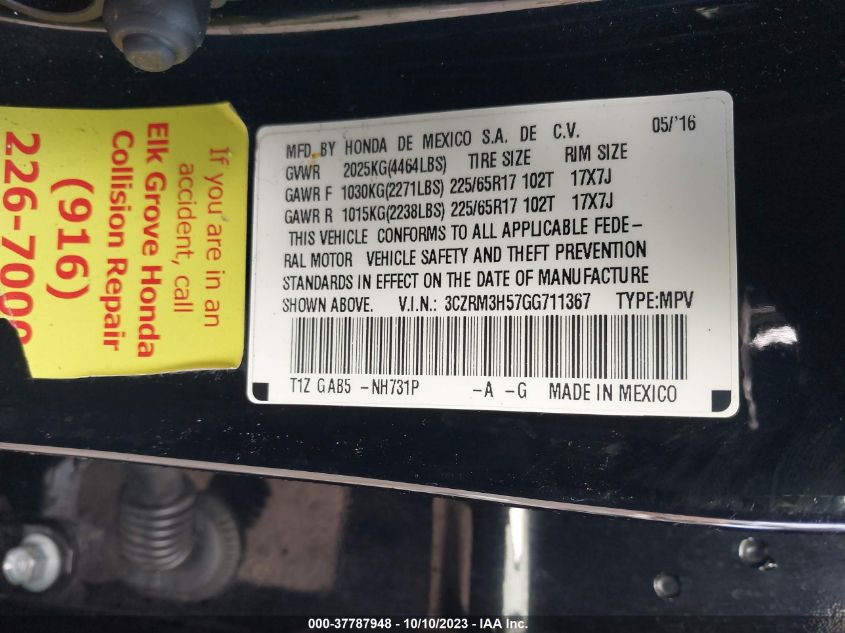 If you are in an
accident, call
Elk Grove Honda
Collision Repair
(916)
MFD. BY HONDA DE MEXICO S.A. DE C.V. 05/'16
GVWR 2025KG(4464LBS) TIRE SIZE RIM SIZE
GAWR F 1030KG(2271LBS) 225/65R17 102T 17X7J
GAWR R 1015KG(2238LBS) 225/65R17 102T 17X7J
THIS VEHICLE CONFORMS TO ALL APPLICABLE FEDE-
RAL MOTOR VEHICLE SAFETY AND THEFT PREVENTION
STANDARDS IN EFFECT ON THE DATE OF MANUFACTURE
SHOWN ABOVE. V.I.N.: 3CZRM3H57GG711367 TYPE:MPV
T1Z GAB5 -NH731P -A -G MADE IN MEXICO
000-37787948 - 10/10/2023 - IAA Inc.